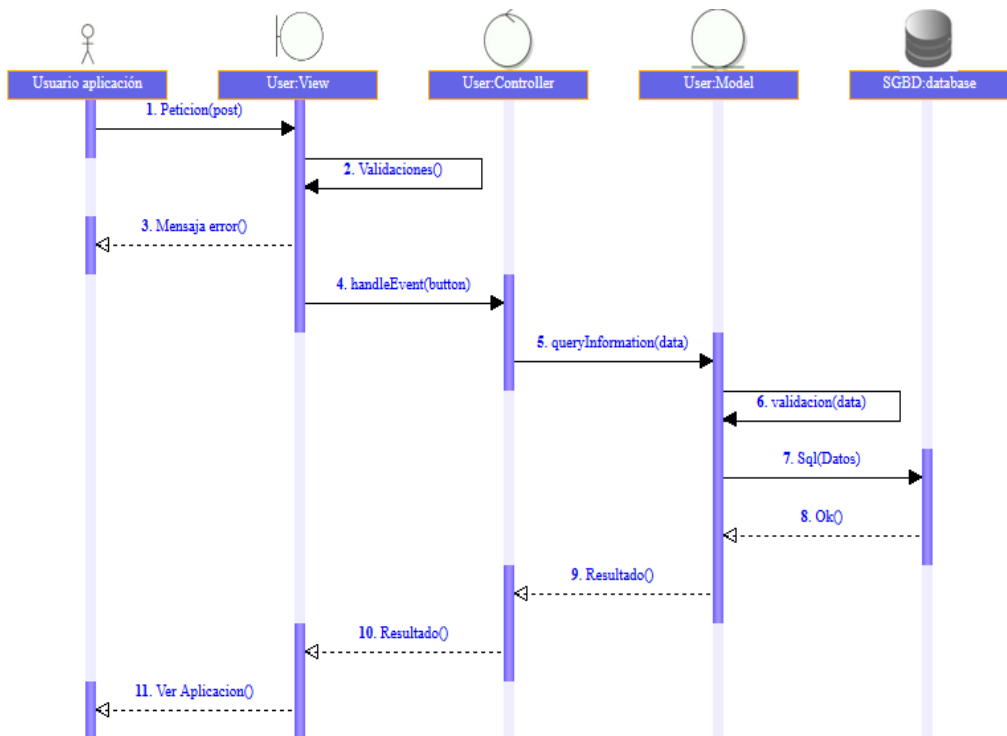 Usuario aplicación
User:View
User:Controller
User:Model
SGBD:database
1. Peticion(post)
2. Validaciones()
3. Mensaja error()
4. handleEvent(button)
5. queryInformation(data)
6. validacion(data)
7. Sql(Datos)
8. Ok()
9. Resultado()
10. Resultado()
11. Ver Aplicacion()